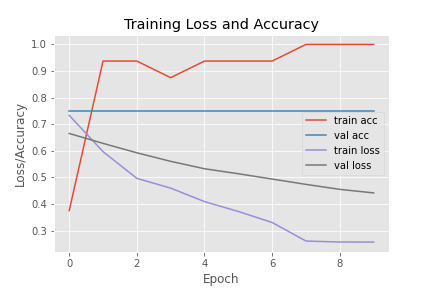 Training Loss and Accuracy
1.0
0.9
0.8
0.7
0.6
0.5
0.4
0.3
Loss/Accuracy
train acc
val acc
train loss
val loss
0 2 4 6 8
Epoch